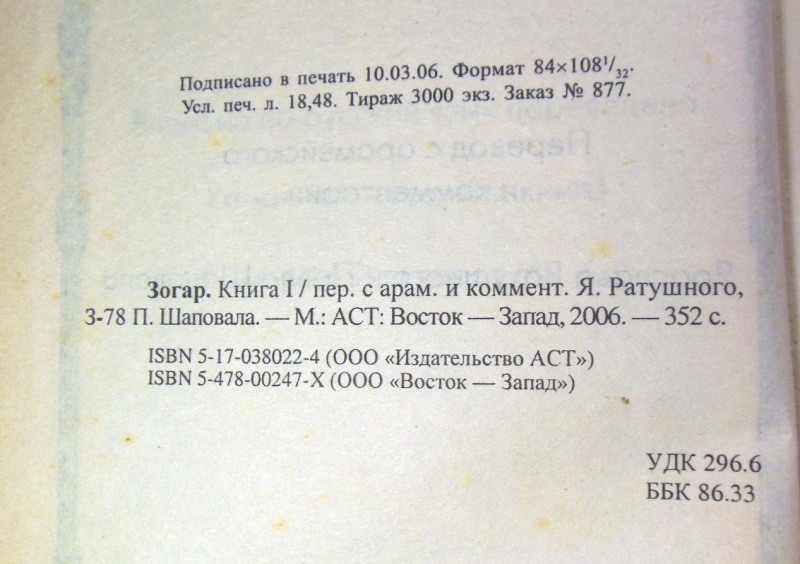 Подписано в печать 10.03.06. Формат 84×108¹/₃₂.
Усл. печ. л. 18,48. Тираж 3000 экз. Заказ № 877.
Зогар. Книга I / пер. с арам. и коммент. Я. Ратушного,
З-78 П. Шаповала. — М.: АСТ: Восток — Запад, 2006. — 352 с.
ISBN 5-17-038022-4 (ООО «Издательство АСТ»)
ISBN 5-478-00247-X (ООО «Восток — Запад»)
УДК 296.6
ББК 86.33